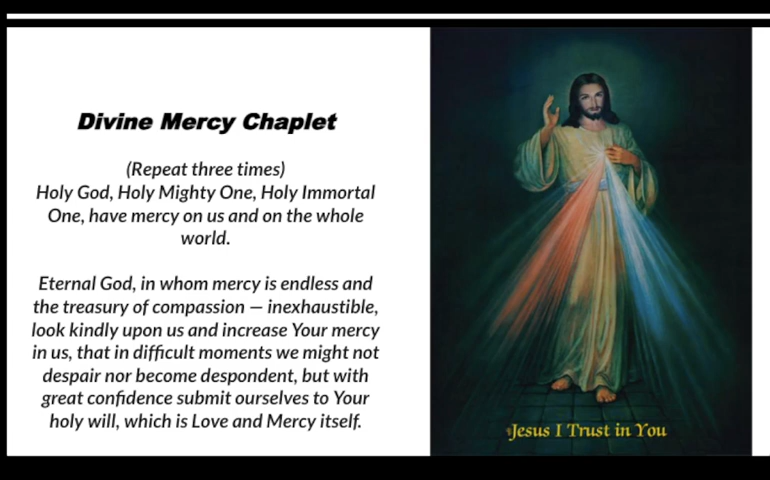 Divine Mercy Chaplet
(Repeat three times)
Holy God, Holy Mighty One, Holy Immortal
One, have mercy on us and on the whole
world.
Eternal God, in whom mercy is endless and
the treasury of compassion — inexhaustible,
look kindly upon us and increase Your mercy
in us, that in difficult moments we might not
despair nor become despondent, but with
great confidence submit ourselves to Your
holy will, which is Love and Mercy itself.
Jesus I Trust in You